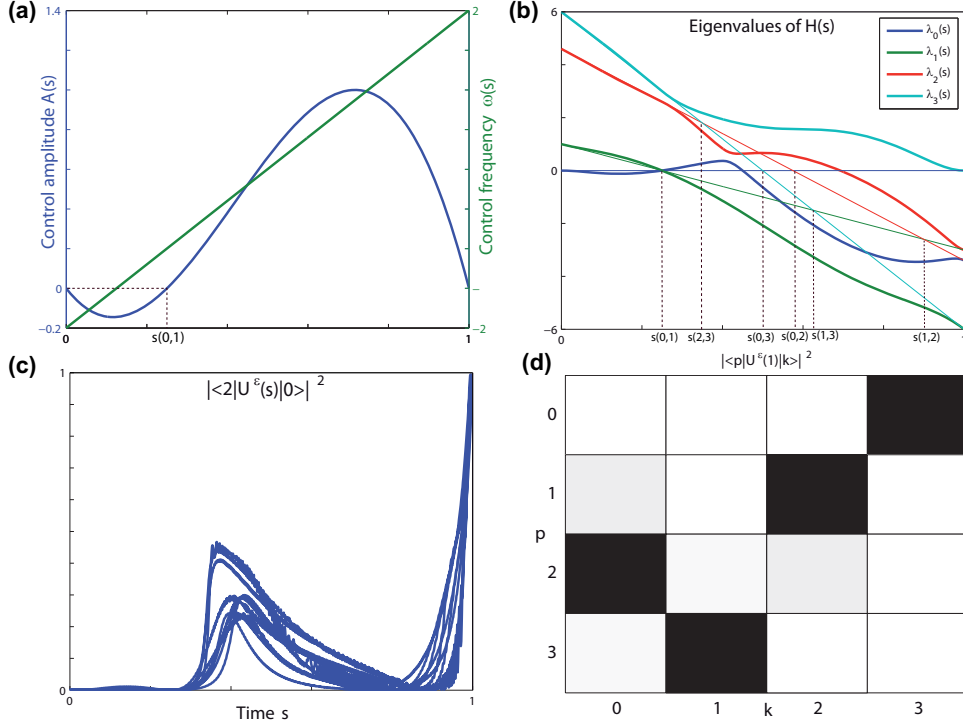 (a)
1.4
0
−0.2
Control amplitude A(s)
2
−2
Control frequency ω(s)
0
s(0,1)
1
(b)
Eigenvalues of H(s)
6
0
−6
λ0(s)
λ1(s)
λ2(s)
λ3(s)
0
s(0,1)
s(2,3)
s(0,3)
s(0,2)
s(1,3)
s(1,2)
(c)
|<2|Uε(s)|0>| 2
1
0
0
Time s
1
(d)
|<p|Uε(1)|k>| 2
0
1
p
2
3
0
1
k
2
3